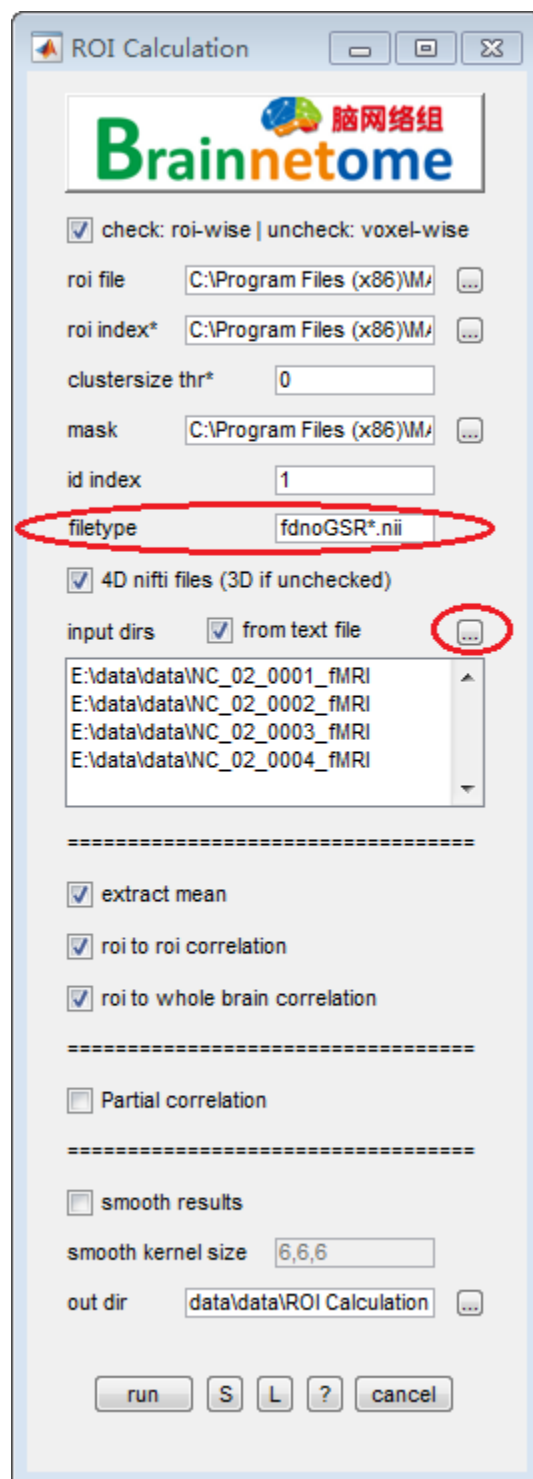 ROI Calculation
脑网络组
Brainnetome
check: roi-wise | uncheck: voxel-wise
roi file C:\Program Files (x86)\MA ...
roi index* C:\Program Files (x86)\MA ...
clustersize thr* 0
mask C:\Program Files (x86)\MA ...
id index 1
filetype fdnoGSR*.nii
4D nifti files (3D if unchecked)
input dirs from text file ...
E:\data\data\NC_02_0001_fMRI
E:\data\data\NC_02_0002_fMRI
E:\data\data\NC_02_0003_fMRI
E:\data\data\NC_02_0004_fMRI
==================================
extract mean
roi to roi correlation
roi to whole brain correlation
==================================
Partial correlation
==================================
smooth results
smooth kernel size 6,6,6
out dir data\data\ROI Calculation ...
run S L ? cancel